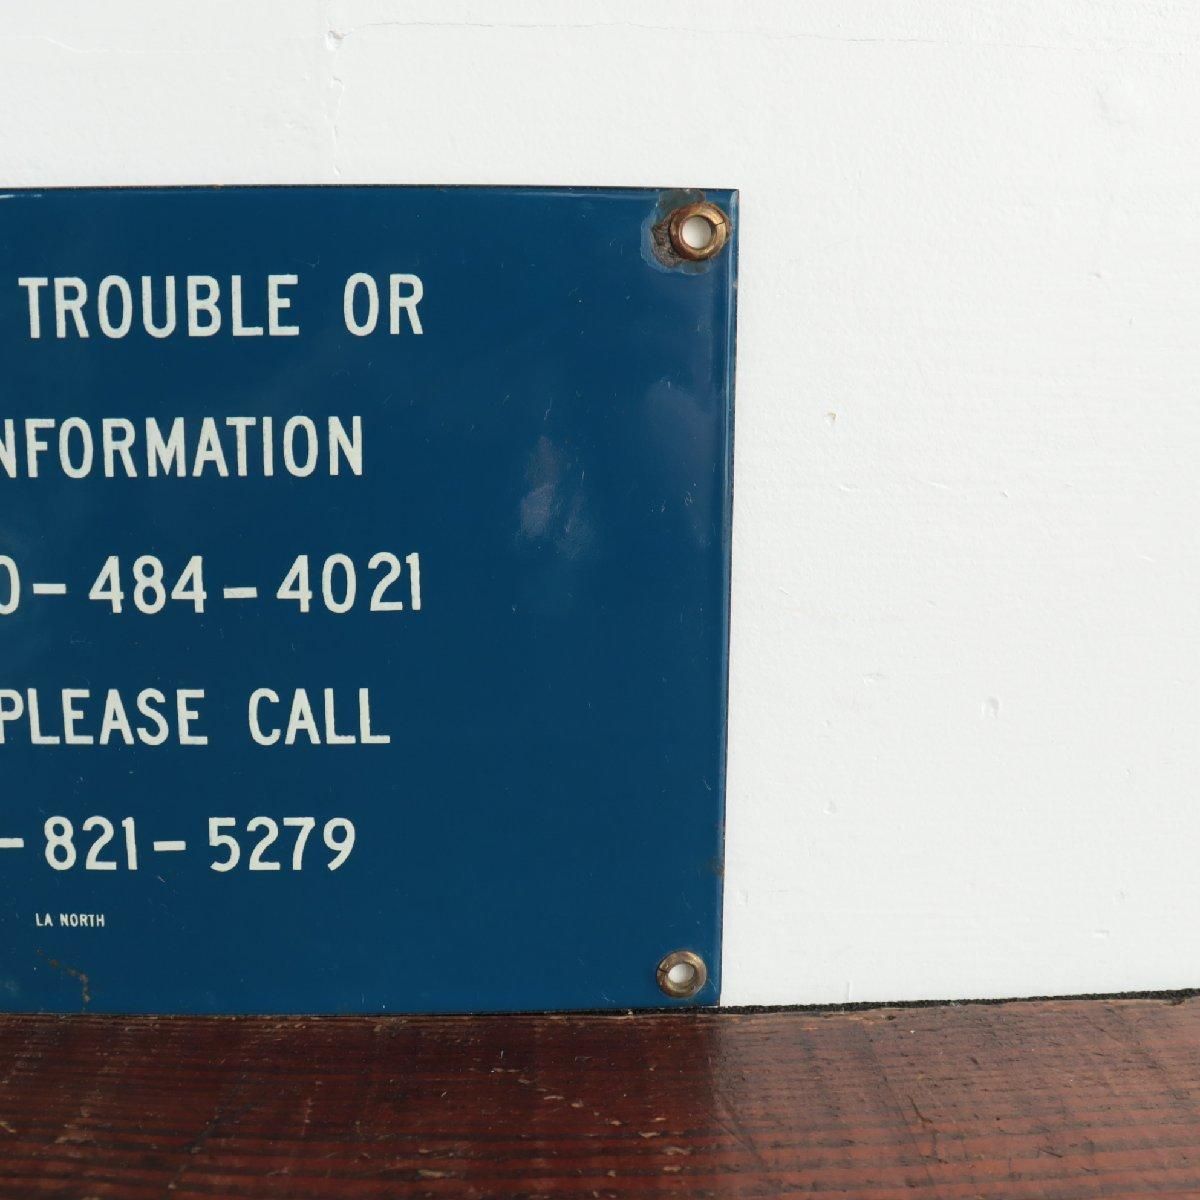 TROUBLE OR
NFORMATION
0-484-4021
PLEASE CALL
-821-5279
LA NORTH